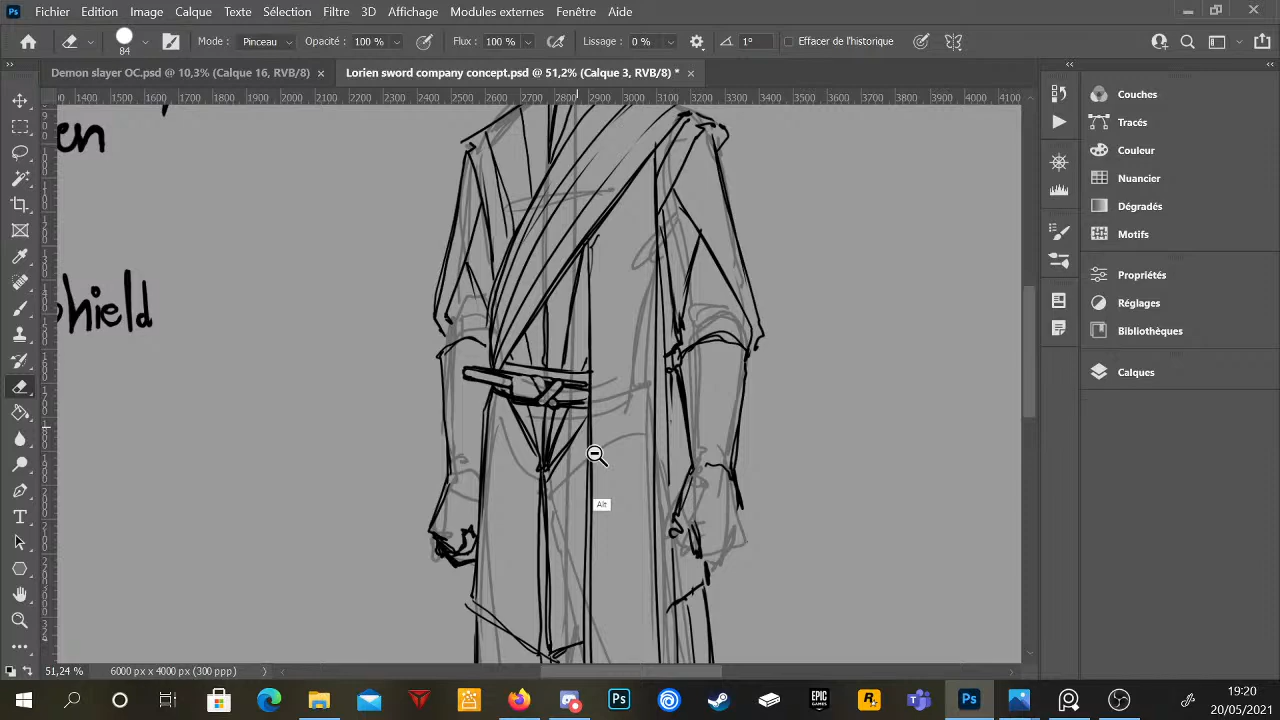 Fichier Edition Image Calque Texte Sélection Filtre 3D Affichage Modules externes Fenêtre Aide
84 Mode: Pinceau Opacité: 100 % Flux: 100 % Lissage: 0 % 1° Effacer de l'historique
Demon slayer OC.psd @ 10,3% (Calque 16, RVB/8) × Lorien sword company concept.psd @ 51,2% (Calque 3, RVB/8) * ×
1400 1500 1600 1700 1800 1900 2000 2100 2200 2300 2400 2500 2600 2700 2800 2900 3000 3100 3200 3300 3400 3500 3600 3700 3800 3900 4000 4100
Couches
Tracés
Couleur
Nuancier
Dégradés
Motifs
Propriétés
Réglages
Bibliothèques
Calques
en
shield
Alt
51,24 % 6000 px x 4000 px (300 ppp)
EPIC GAMES
Ps
19:20
20/05/2021